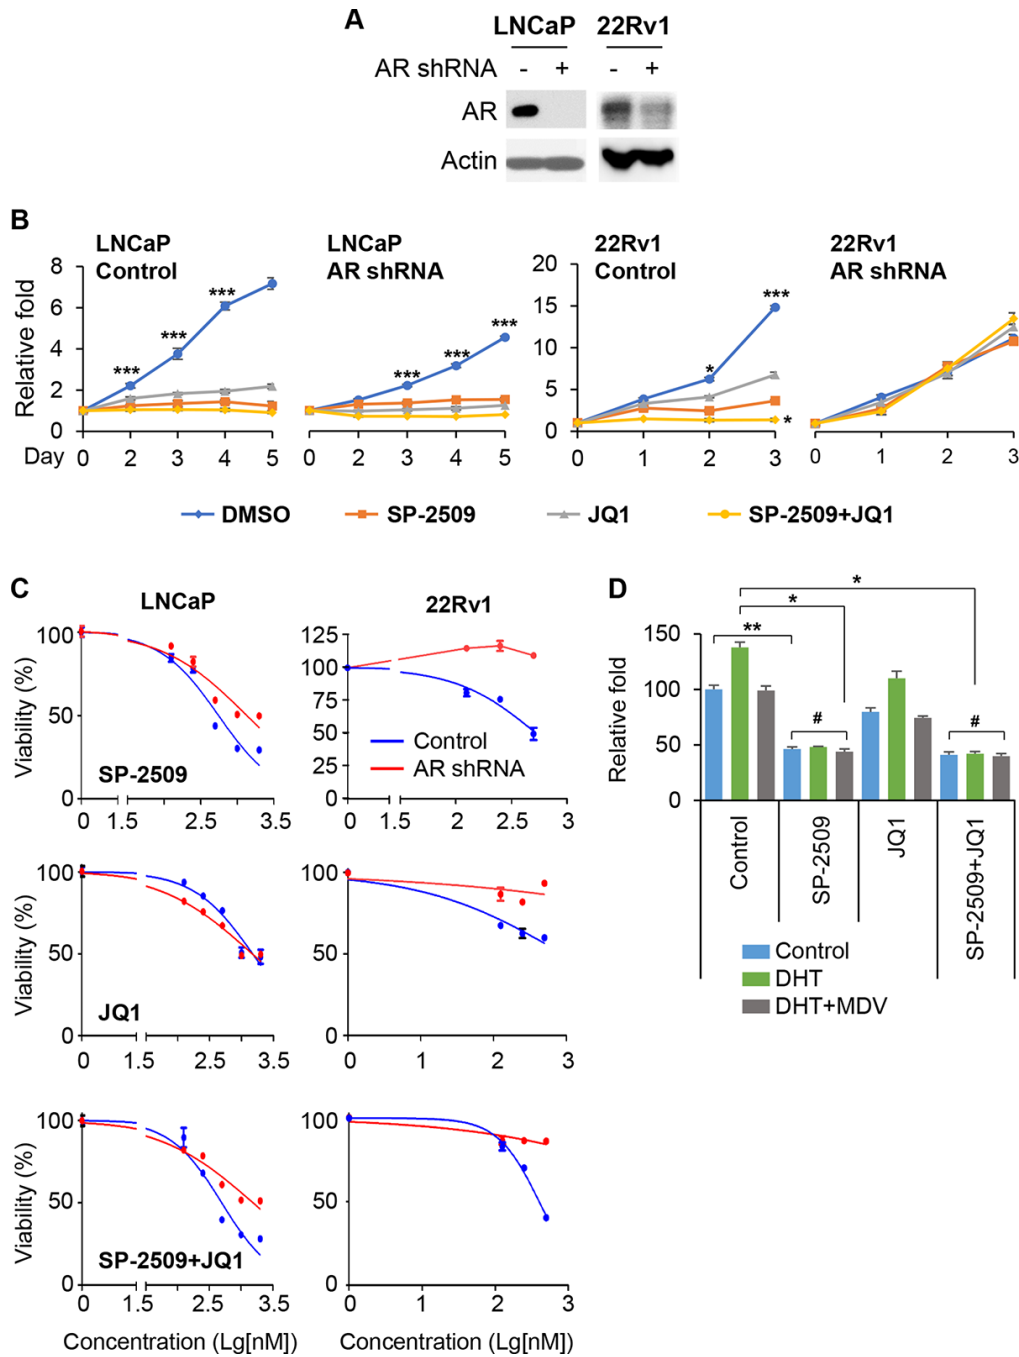 A
LNCaP 22Rv1
AR shRNA - + - +
AR
Actin
B
LNCaP
Control
LNCaP
AR shRNA
22Rv1
Control
22Rv1
AR shRNA
Relative fold
8
6
4
2
0
*** *** ***
*** *** ***
20
15
10
5
0
* *** *
Day 0 2 3 4 5
0 2 3 4 5
0 1 2 3
0 1 2 3
DMSO SP-2509 JQ1 SP-2509+JQ1
C
LNCaP 22Rv1
Viability (%)
100
50
0
SP-2509
0 1.5 2.5 3.5
125
100
75
50
25
0
Control
AR shRNA
0 1.5 2 2.5 3
Viability (%)
100
50
0
JQ1
0 1.5 2.5 3.5
100
50
0
0 1 2 3
Viability (%)
100
50
0
SP-2509+JQ1
0 1.5 2.5 3.5
100
50
0
0 1 2 3
Concentration (Lg[nM]) (Lg[nM])
D
*
*
**
# #
Relative fold
150
100
50
0
Control
SP-2509
JQ1
SP-2509+JQ1
Control
DHT
DHT+MDV